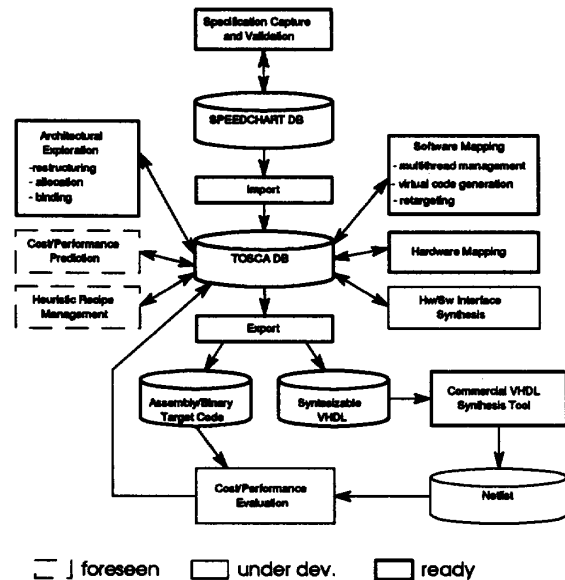 Specification Capture
and Validation
SPEEDCHART DB
Architectural
Exploration
-restructuring
- allocation
- binding
Import
Software Mapping
- multithread management
- virtual code generation
- retargeting
Cost/Performance
Prediction
TOSCA DB
Hardware Mapping
Heuristic Recipe
Management
Hw/Sw Interface
Synthesis
Export
Assembly/Binary
Target Code
Syntesizable
VHDL
Commercial VHDL
Synthesis Tool
Cost/Performance
Evaluation
Netlist
foreseen
under dev.
ready